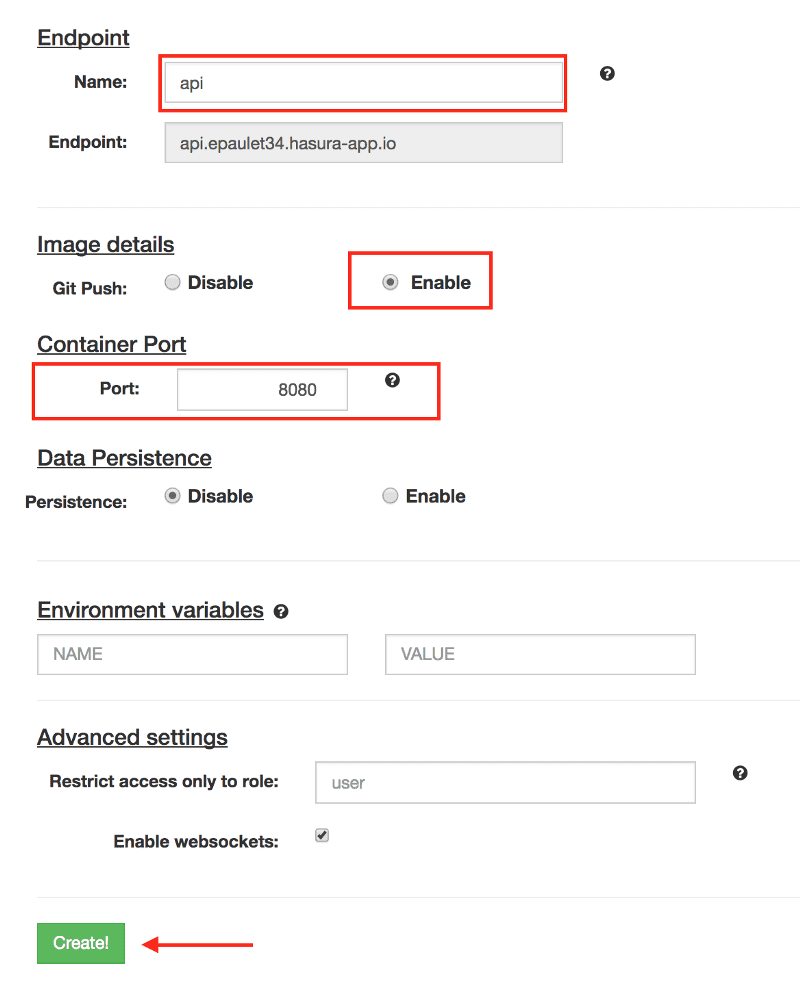 Endpoint
Name: api
Endpoint: api.epaulet34.hasura-app.io
Image details
Git Push: Disable Enable
Container Port
Port: 8080
Data Persistence
Persistence: Disable Enable
Environment variables
NAME VALUE
Advanced settings
Restrict access only to role: user
Enable websockets:
Create!